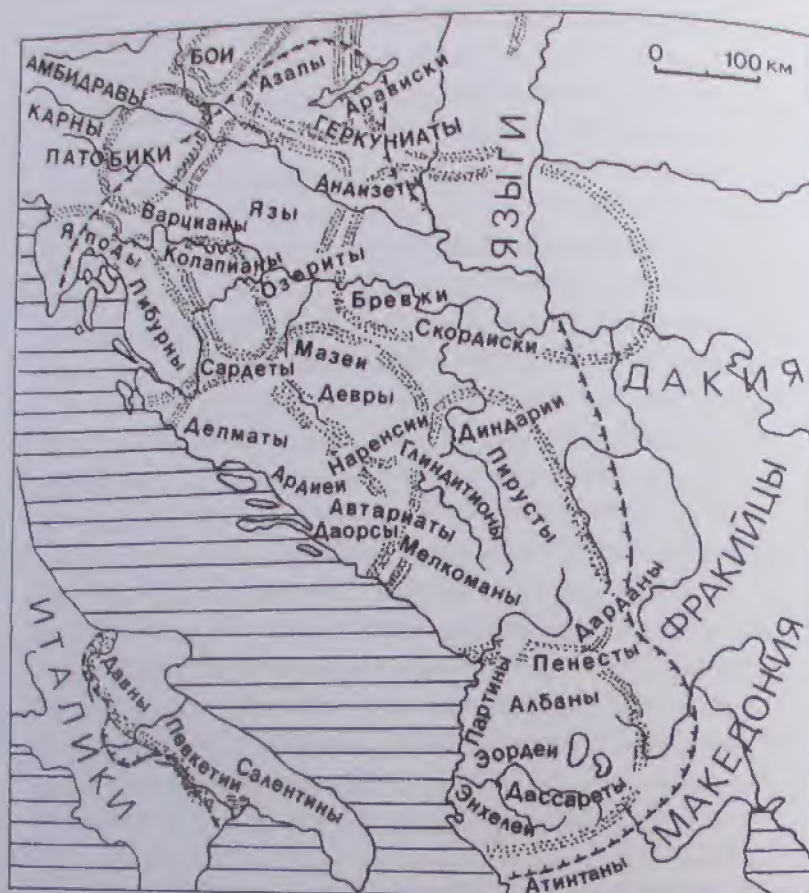 0 100 км
БОИ
Азалы
АМБИДРАВЫ
Арависки
КАРНЫ
ГЕРКУНИАТЫ
ПАТОБИКИ
Андизеты
ЯЗЫГИ
Варцианы
Язы
Яподы
Колапианы
Озериты
Либурны
Бревки
Скордиски
Мазеи
Сардеты
ДАКИЯ
Девры
Делматы
Наренсии
Диндарии
Глиндитионы
Пирусты
Ардиеи
Автариаты
Даорсы
Мелкоманы
ФРАКИЙЦЫ
Дарданы
Пенесты
ИТАЛИКИ
Партины
Албаны
Давны
МАКЕДОНИЯ
Певкетии
Эордеи
Салентины
Дассареты
Энхелеи
Атинтаны